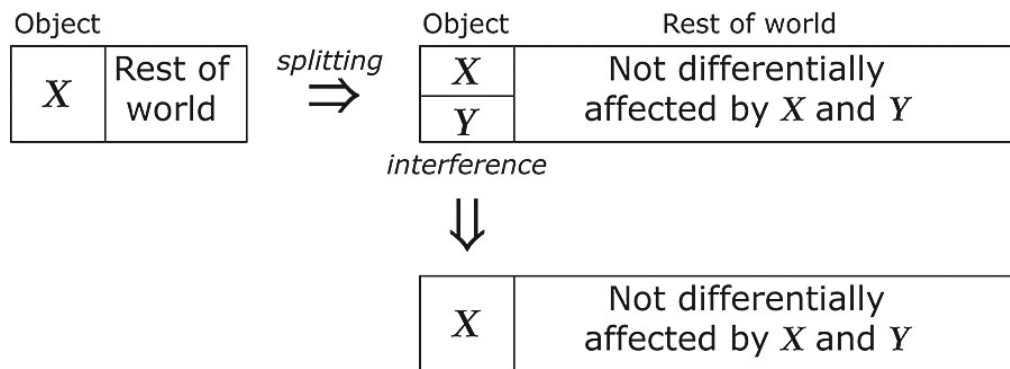 Object
X
Rest of
world
splitting
⇒
Object
Rest of world
X
Y
Not differentially
affected by X and Y
interference
⇓
X
Not differentially
affected by X and Y